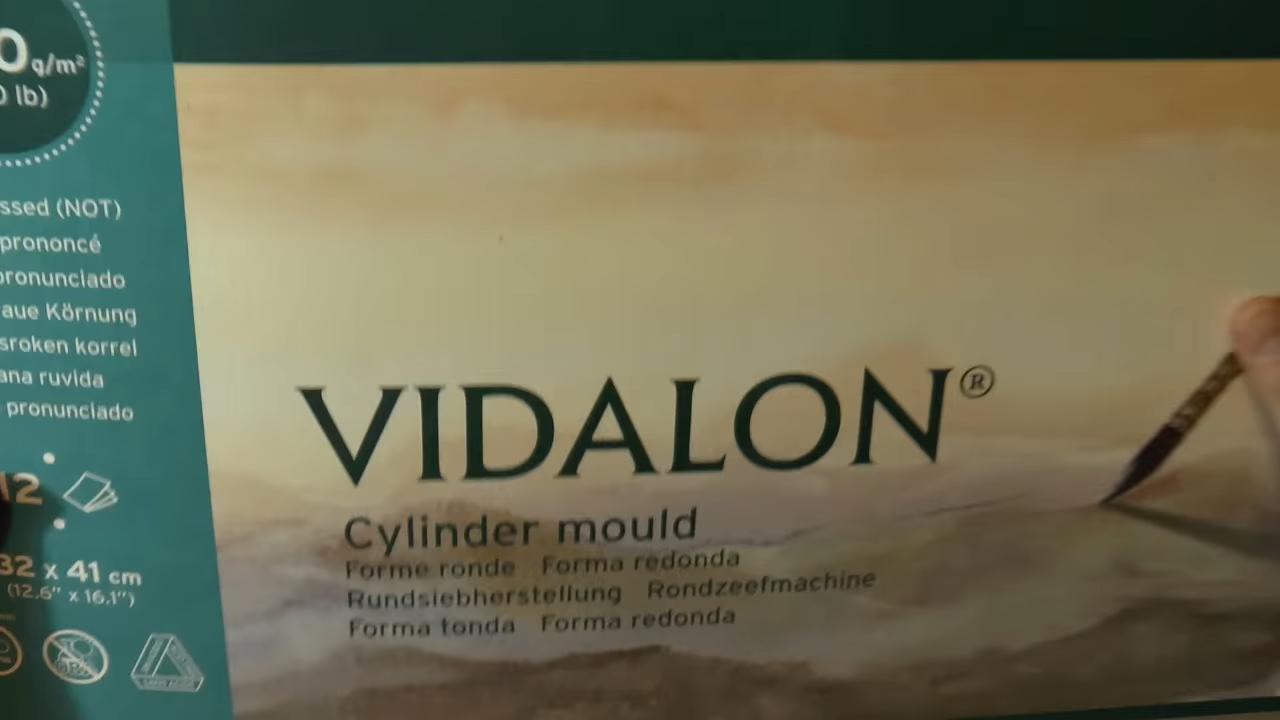 0 g/m²
0 lb)
ssed (NOT)
prononcé
pronunciado
aue Körnung
sroken korrel
ana ruvida
pronunciado
12
32 x 41 cm
(12.6" x 16.1")
VIDALON®
Cylinder mould
Forme ronde Forma redonda
Rundsiebherstellung Rondzeefmachine
Forma tonda Forma redonda